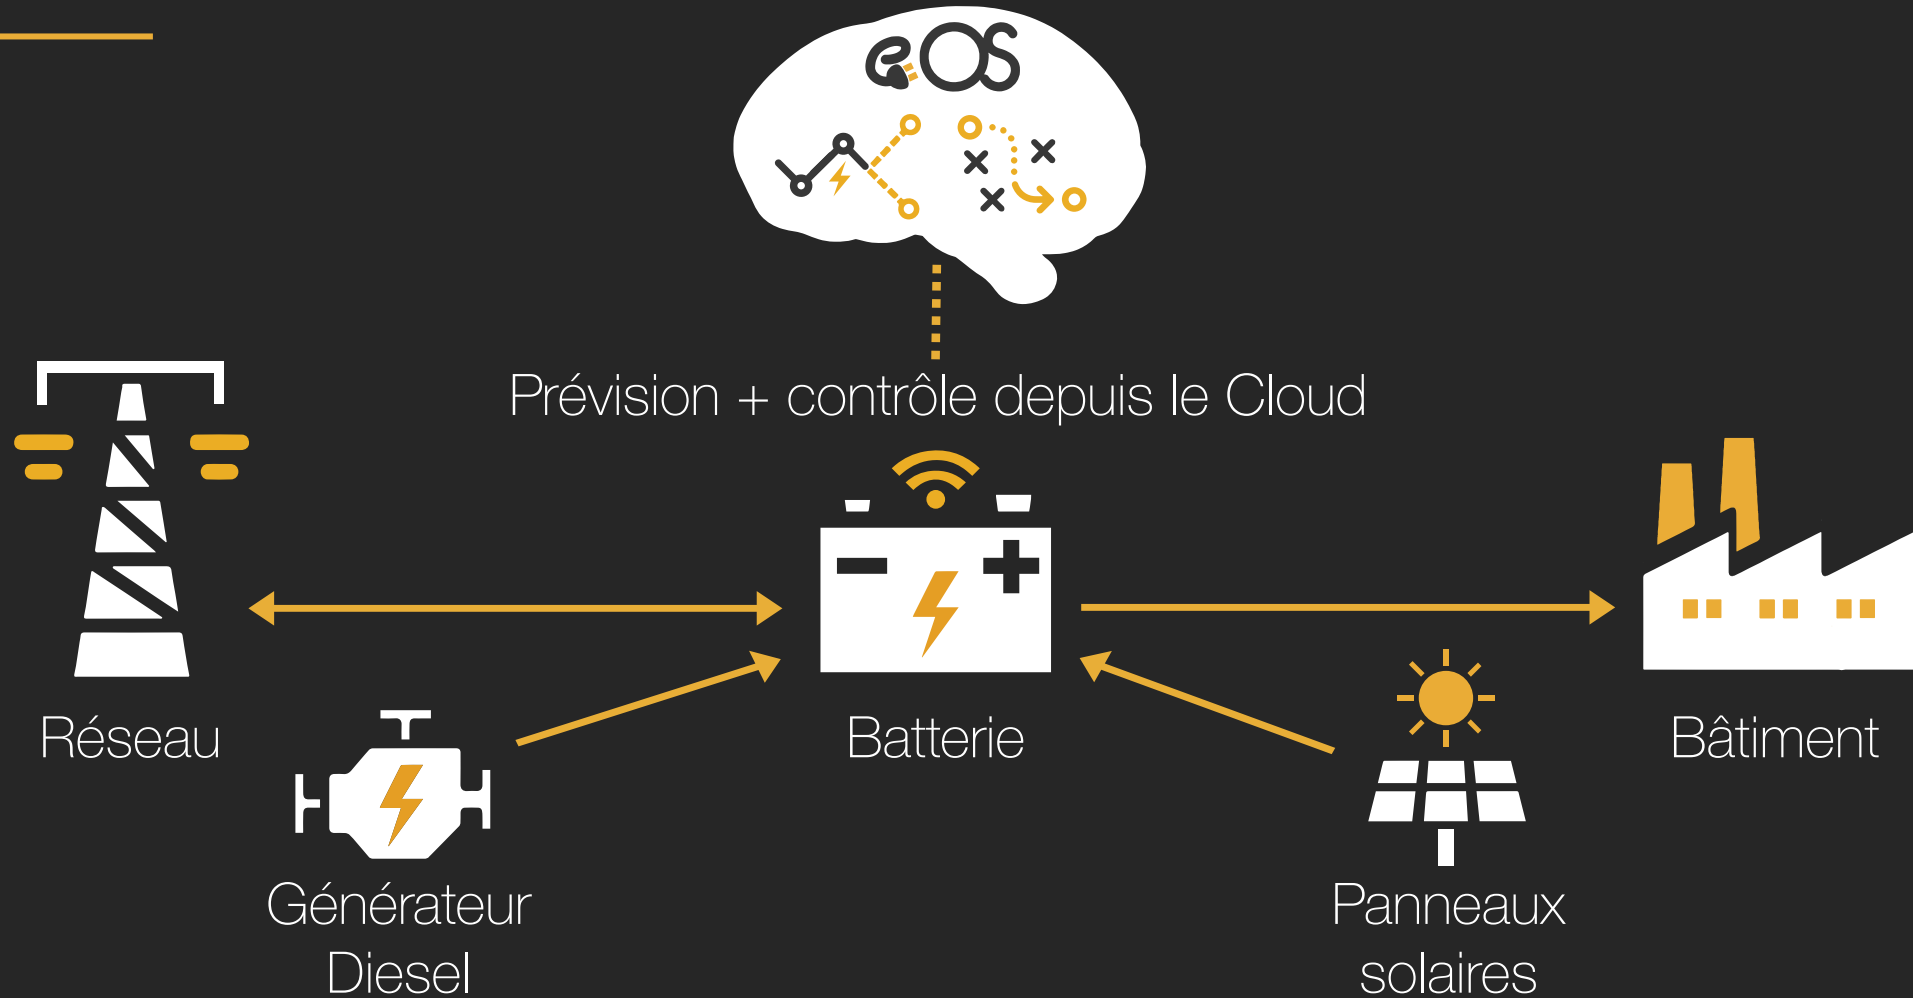 eOS
Prévision + contrôle depuis le Cloud
Réseau
Batterie
Bâtiment
Générateur
Diesel
Panneaux
solaires